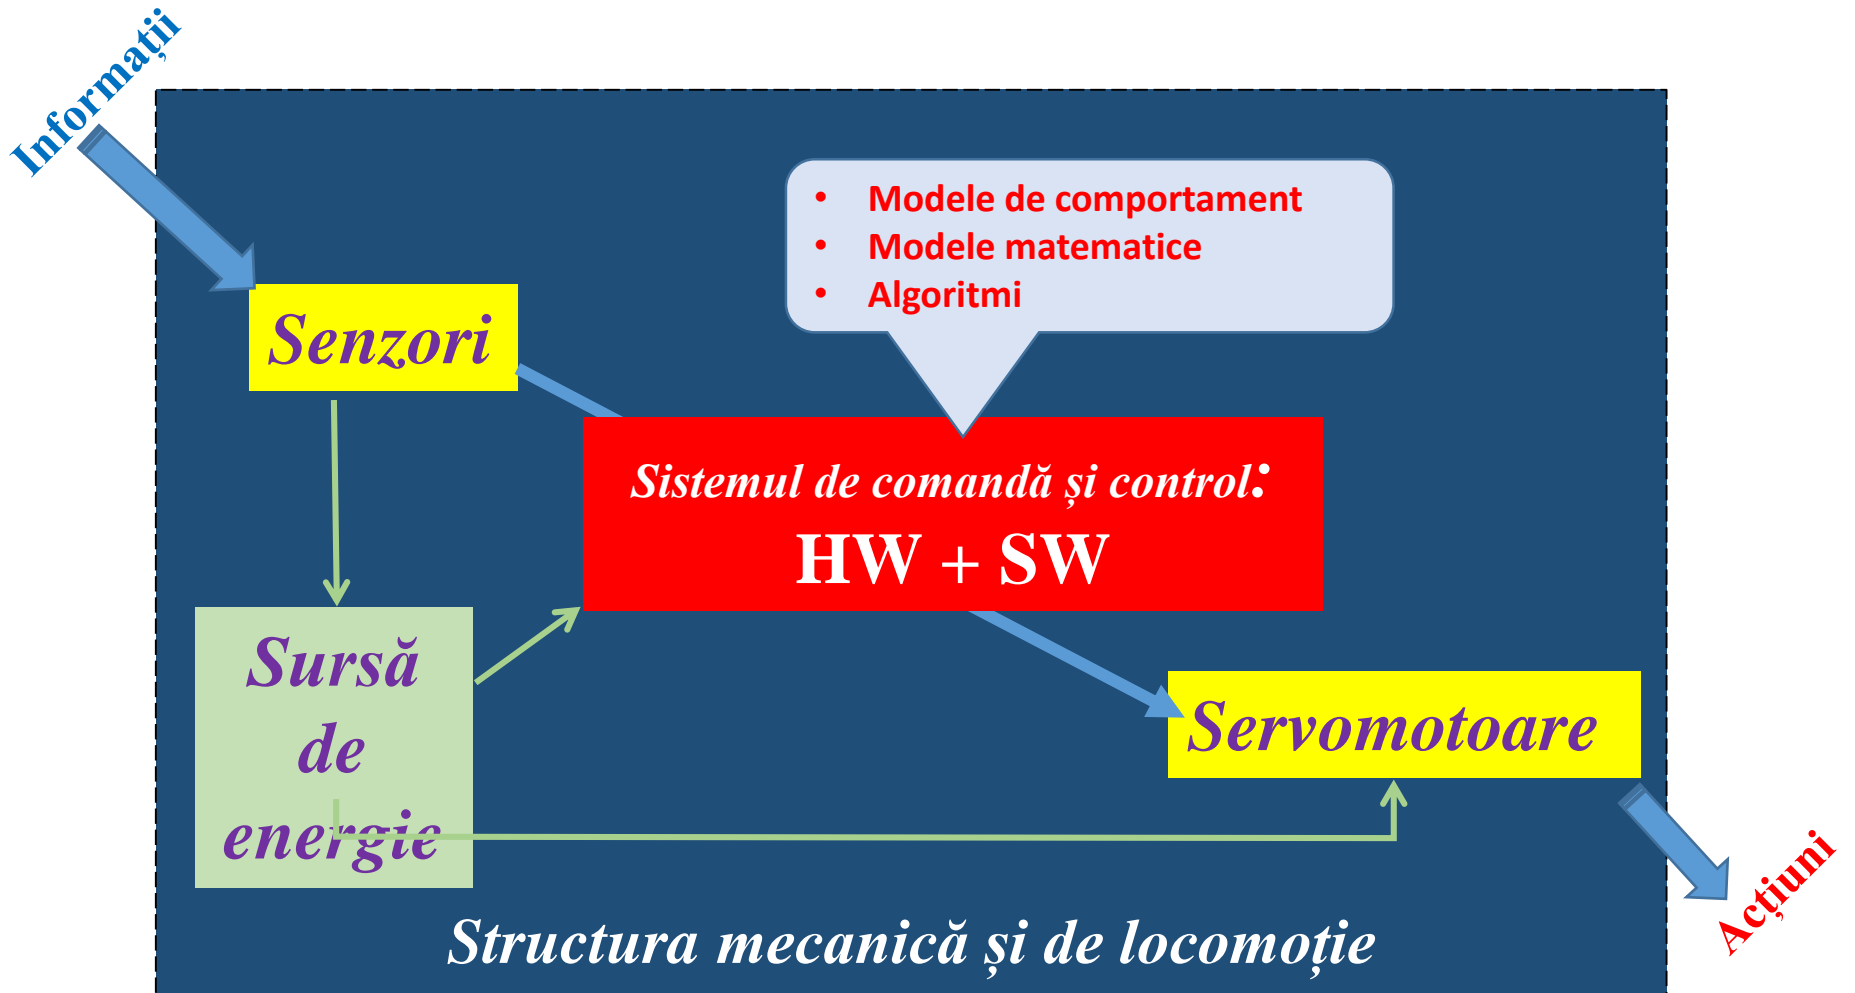 Informații
• Modele de comportament
• Modele matematice
• Algoritmi
Senzori
Sistemul de comandă și control:
HW + SW
Sursă
de
energie
Servomotoare
Acțiuni
Structura mecanică și de locomoție